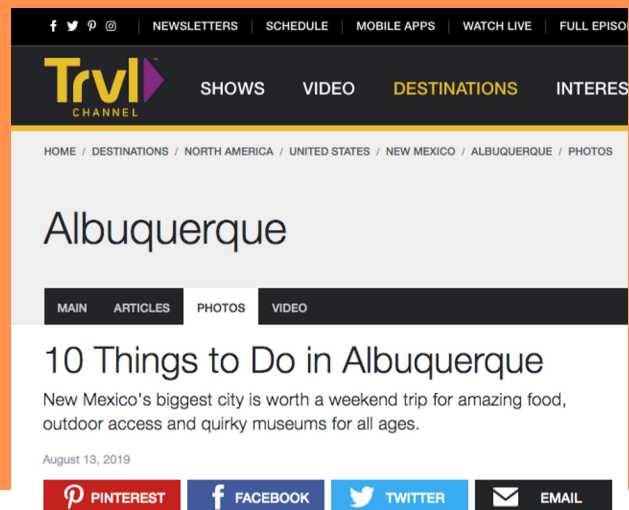 NEWSLETTERS SCHEDULE MOBILE APPS WATCH LIVE FULL EPISO
Trvl SHOWS VIDEO DESTINATIONS INTERES
CHANNEL
HOME / DESTINATIONS / NORTH AMERICA / UNITED STATES / NEW MEXICO / ALBUQUERQUE / PHOTOS
Albuquerque
MAIN ARTICLES PHOTOS VIDEO
10 Things to Do in Albuquerque
New Mexico's biggest city is worth a weekend trip for amazing food,
outdoor access and quirky museums for all ages.
August 13, 2019
PINTEREST FACEBOOK TWITTER EMAIL